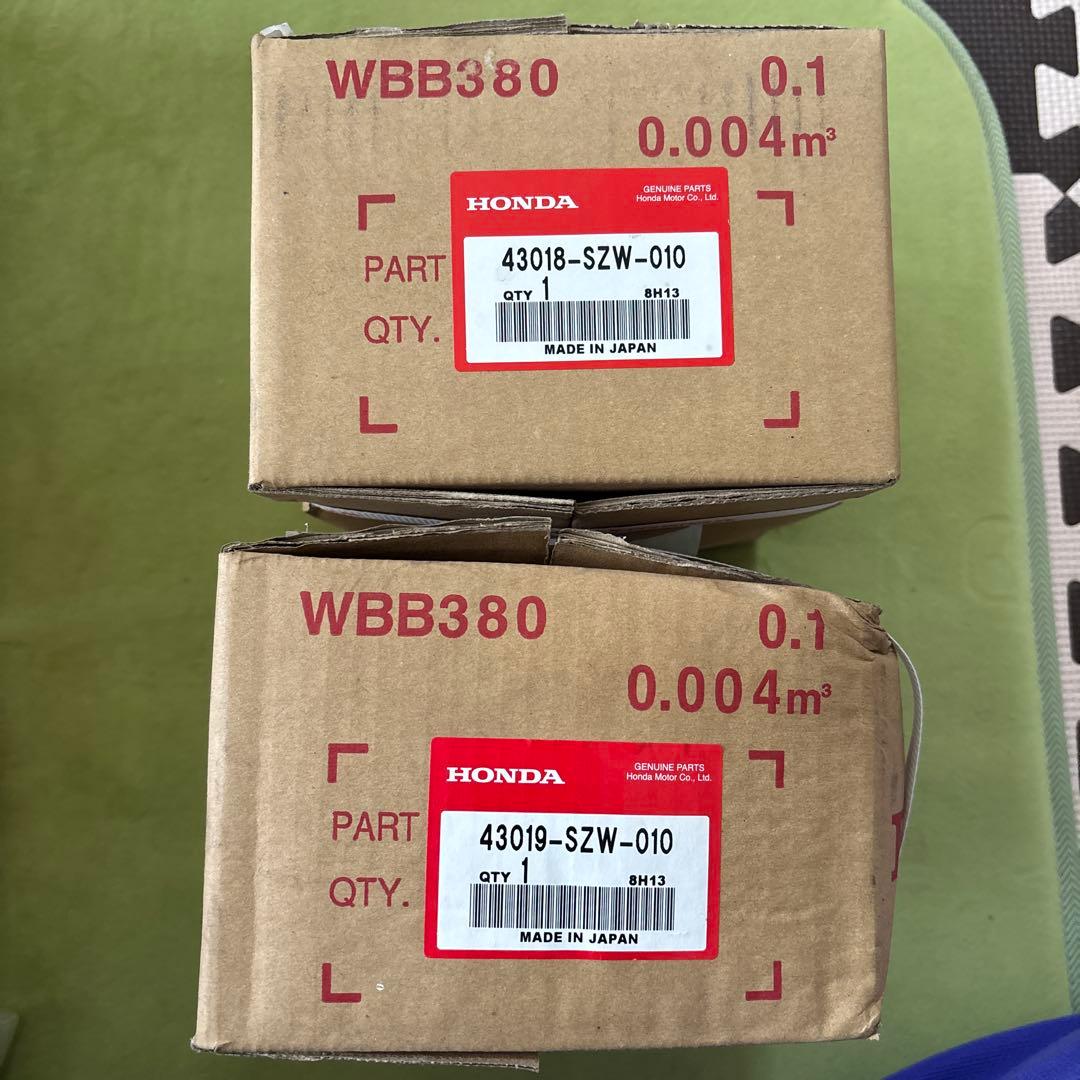 WBB380 0.1
0.004m³
HONDA GENUINE PARTS
Honda Motor Co., Ltd.
PART 43018-SZW-010
QTY 1 8H13
QTY.
MADE IN JAPAN
WBB380 0.1
0.004m³
HONDA GENUINE PARTS
Honda Motor Co., Ltd.
PART 43019-SZW-010
QTY 1 8H13
QTY.
MADE IN JAPAN